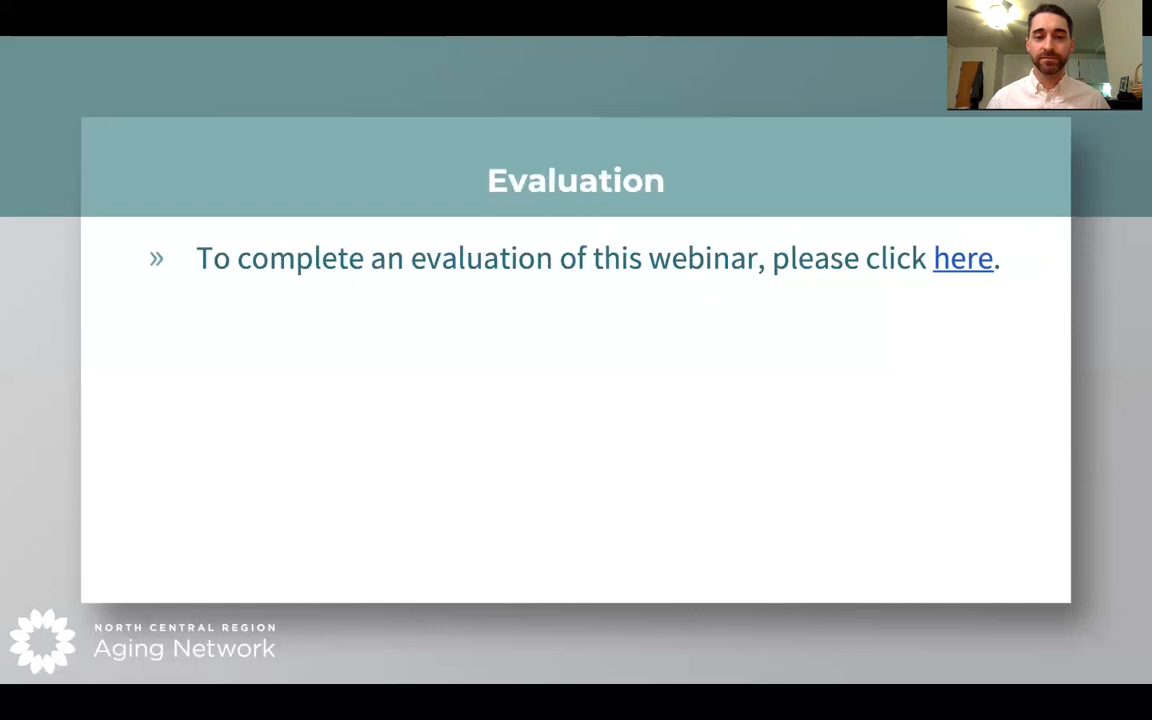 Evaluation
» To complete an evaluation of this webinar, please click here.
NORTH CENTRAL REGION
Aging Network